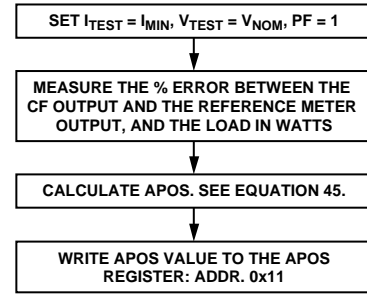 SET ITEST = IMIN, VTEST = VNOM, PF = 1
MEASURE THE % ERROR BETWEEN THE
CF OUTPUT AND THE REFERENCE METER
OUTPUT, AND THE LOAD IN WATTS
CALCULATE APOS. SEE EQUATION 45.
WRITE APOS VALUE TO THE APOS
REGISTER: ADDR. 0x11